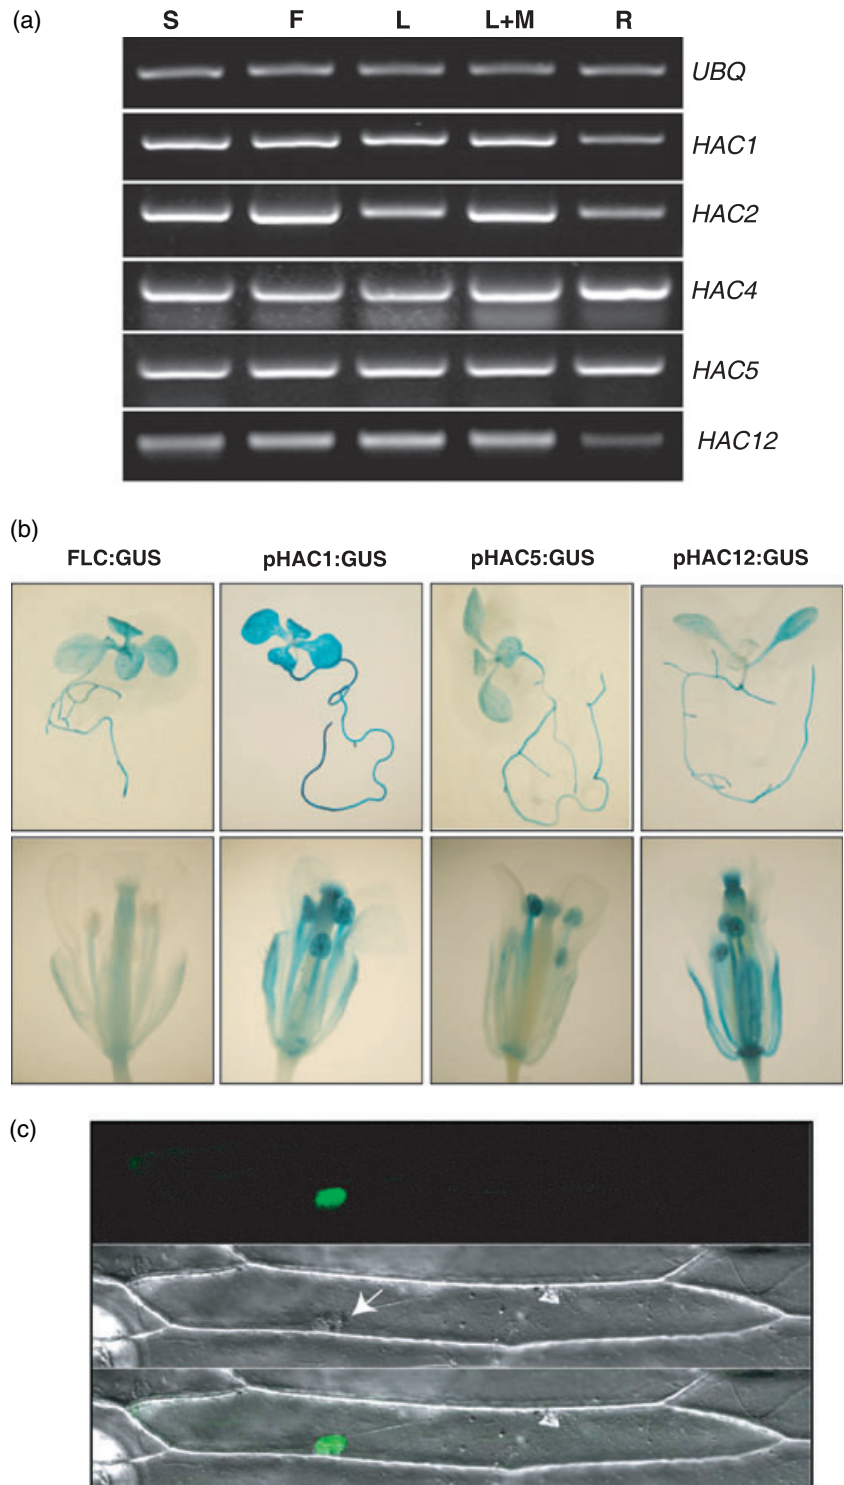 (a)
S F L L+M R
UBQ
HAC1
HAC2
HAC4
HAC5
HAC12
(b)
FLC:GUS pHAC1:GUS pHAC5:GUS pHAC12:GUS
(c)